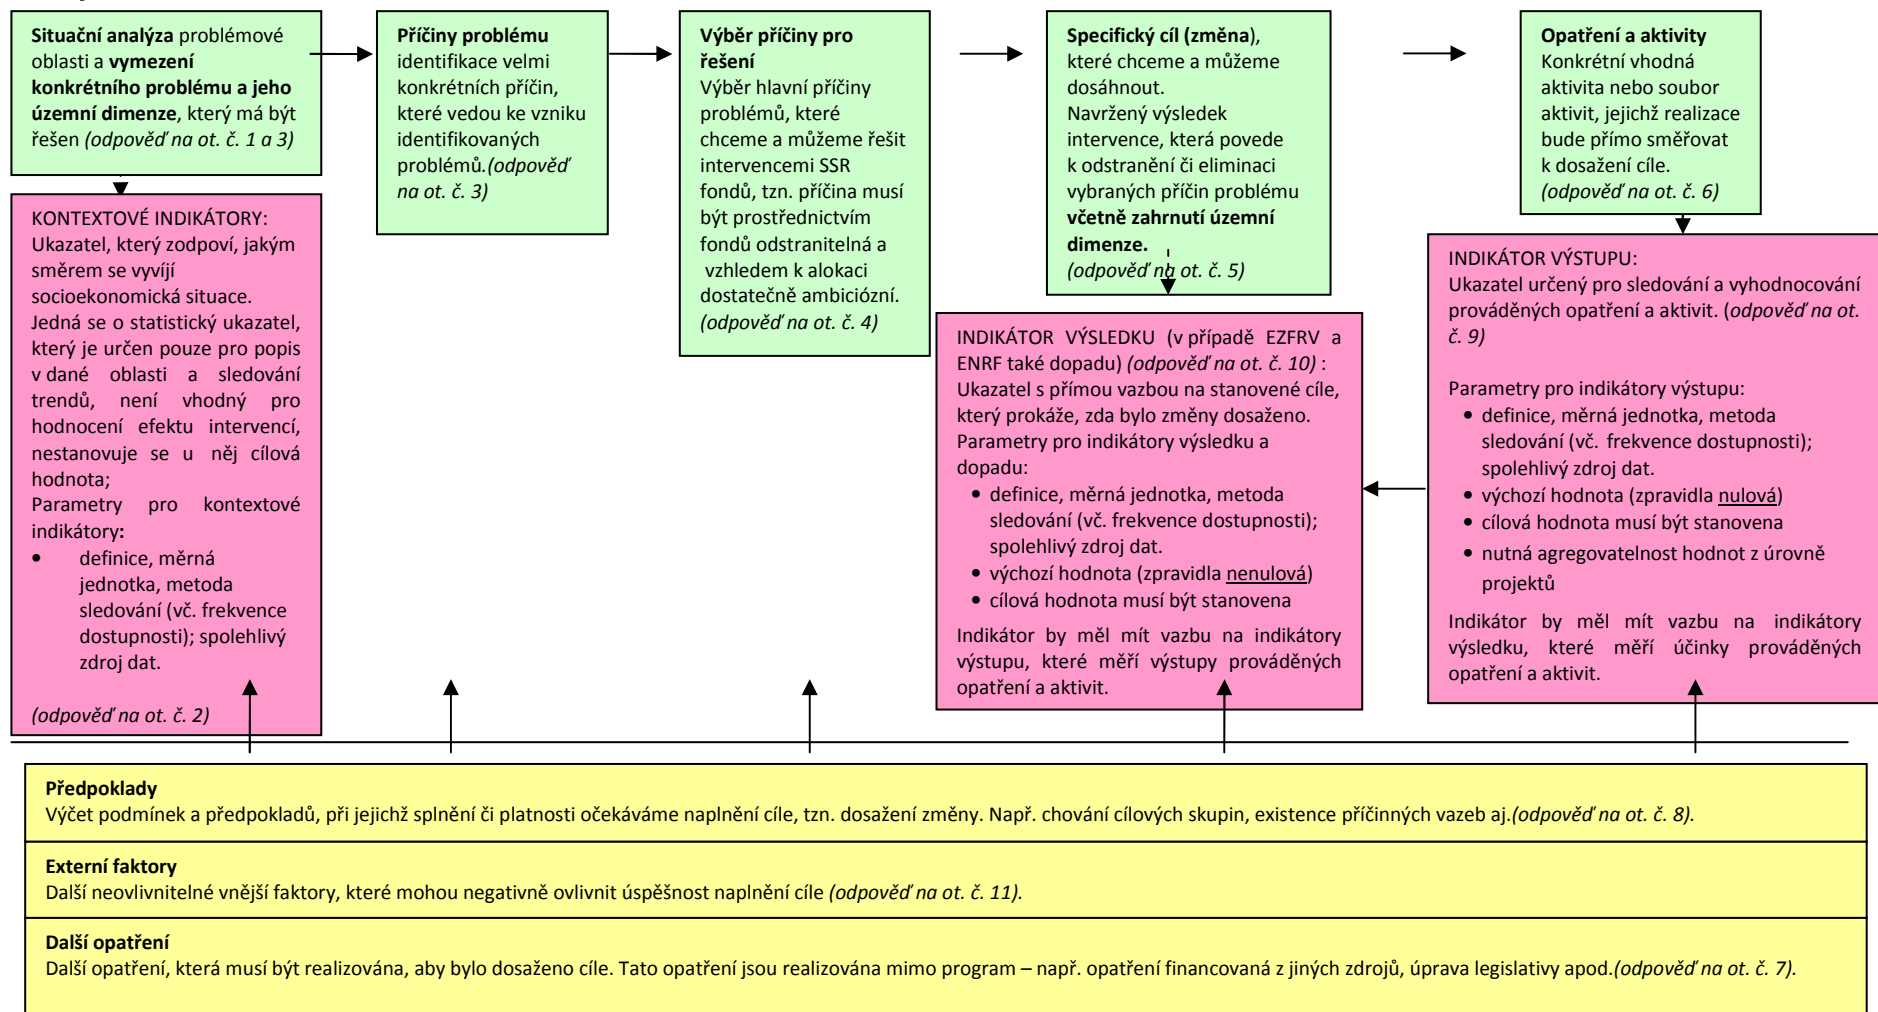 Situační analýza problémové
oblasti a vymezení
konkrétního problému a jeho
územní dimenze, který má být
řešen (odpověď na ot. č. 1 a 3)
Příčiny problému
identifikace velmi
konkrétních příčin,
které vedou ke vzniku
identifikovaných
problémů.(odpověď
na ot. č. 3)
Výběr příčiny pro
řešení
Výběr hlavní příčiny
problémů, které
chceme a můžeme řešit
intervencemi SSR
fondů, tzn. příčina musí
být prostřednictvím
fondů odstranitelná a
vzhledem k alokaci
dostatečně ambiciózní.
(odpověď na ot. č. 4)
Specifický cíl (změna),
které chceme a můžeme
dosáhnout.
Navržený výsledek
intervence, která povede
k odstranění či eliminaci
vybraných příčin problému
včetně zahrnutí územní
dimenze.
(odpověď na ot. č. 5)
Opatření a aktivity
Konkrétní vhodná
aktivita nebo soubor
aktivit, jejichž realizace
bude přímo směřovat
k dosažení cíle.
(odpověď na ot. č. 6)
KONTEXTOVÉ INDIKÁTORY:
Ukazatel, který zodpoví, jakým
směrem se vyvíjí
socioekonomická situace.
Jedná se o statistický ukazatel,
který je určen pouze pro popis
v dané oblasti a sledování
trendů, není vhodný pro
hodnocení efektu intervencí,
nestanovuje se u něj cílová
hodnota;
Parametry pro kontextové
indikátory:
• definice, měrná
jednotka, metoda
sledování (vč. frekvence
dostupnosti); spolehlivý
zdroj dat.
(odpověď na ot. č. 2)
INDIKÁTOR VÝSLEDKU (v případě EZFRV a
ENRF také dopadu) (odpověď na ot. č. 10) :
Ukazatel s přímou vazbou na stanovené cíle,
který prokáže, zda bylo změny dosaženo.
Parametry pro indikátory výsledku a
dopadu:
• definice, měrná jednotka, metoda
sledování (vč. frekvence dostupnosti);
spolehlivý zdroj dat.
• výchozí hodnota (zpravidla nenulová)
• cílová hodnota musí být stanovena
Indikátor by měl mít vazbu na indikátory
výstupu, které měří výstupy prováděných
opatření a aktivit.
INDIKÁTOR VÝSTUPU:
Ukazatel určený pro sledování a vyhodnocování
prováděných opatření a aktivit. (odpověď na ot.
č. 9)
Parametry pro indikátory výstupu:
• definice, měrná jednotka, metoda
sledování (vč. frekvence dostupnosti);
spolehlivý zdroj dat.
• výchozí hodnota (zpravidla nulová)
• cílová hodnota musí být stanovena
• nutná agregovatelnost hodnot z úrovně
projektů
Indikátor by měl mít vazbu na indikátory
výsledku, které měří účinky prováděných
opatření a aktivit.
Předpoklady
Výčet podmínek a předpokladů, při jejichž splnění či platnosti očekáváme naplnění cíle, tzn. dosažení změny. Např. chování cílových skupin, existence příčinných vazeb aj.(odpověď na ot. č. 8).
Externí faktory
Další neovlivnitelné vnější faktory, které mohou negativně ovlivnit úspěšnost naplnění cíle (odpověď na ot. č. 11).
Další opatření
Další opatření, která musí být realizována, aby bylo dosaženo cíle. Tato opatření jsou realizována mimo program – např. opatření financovaná z jiných zdrojů, úprava legislativy apod.(odpověď na ot. č. 7).